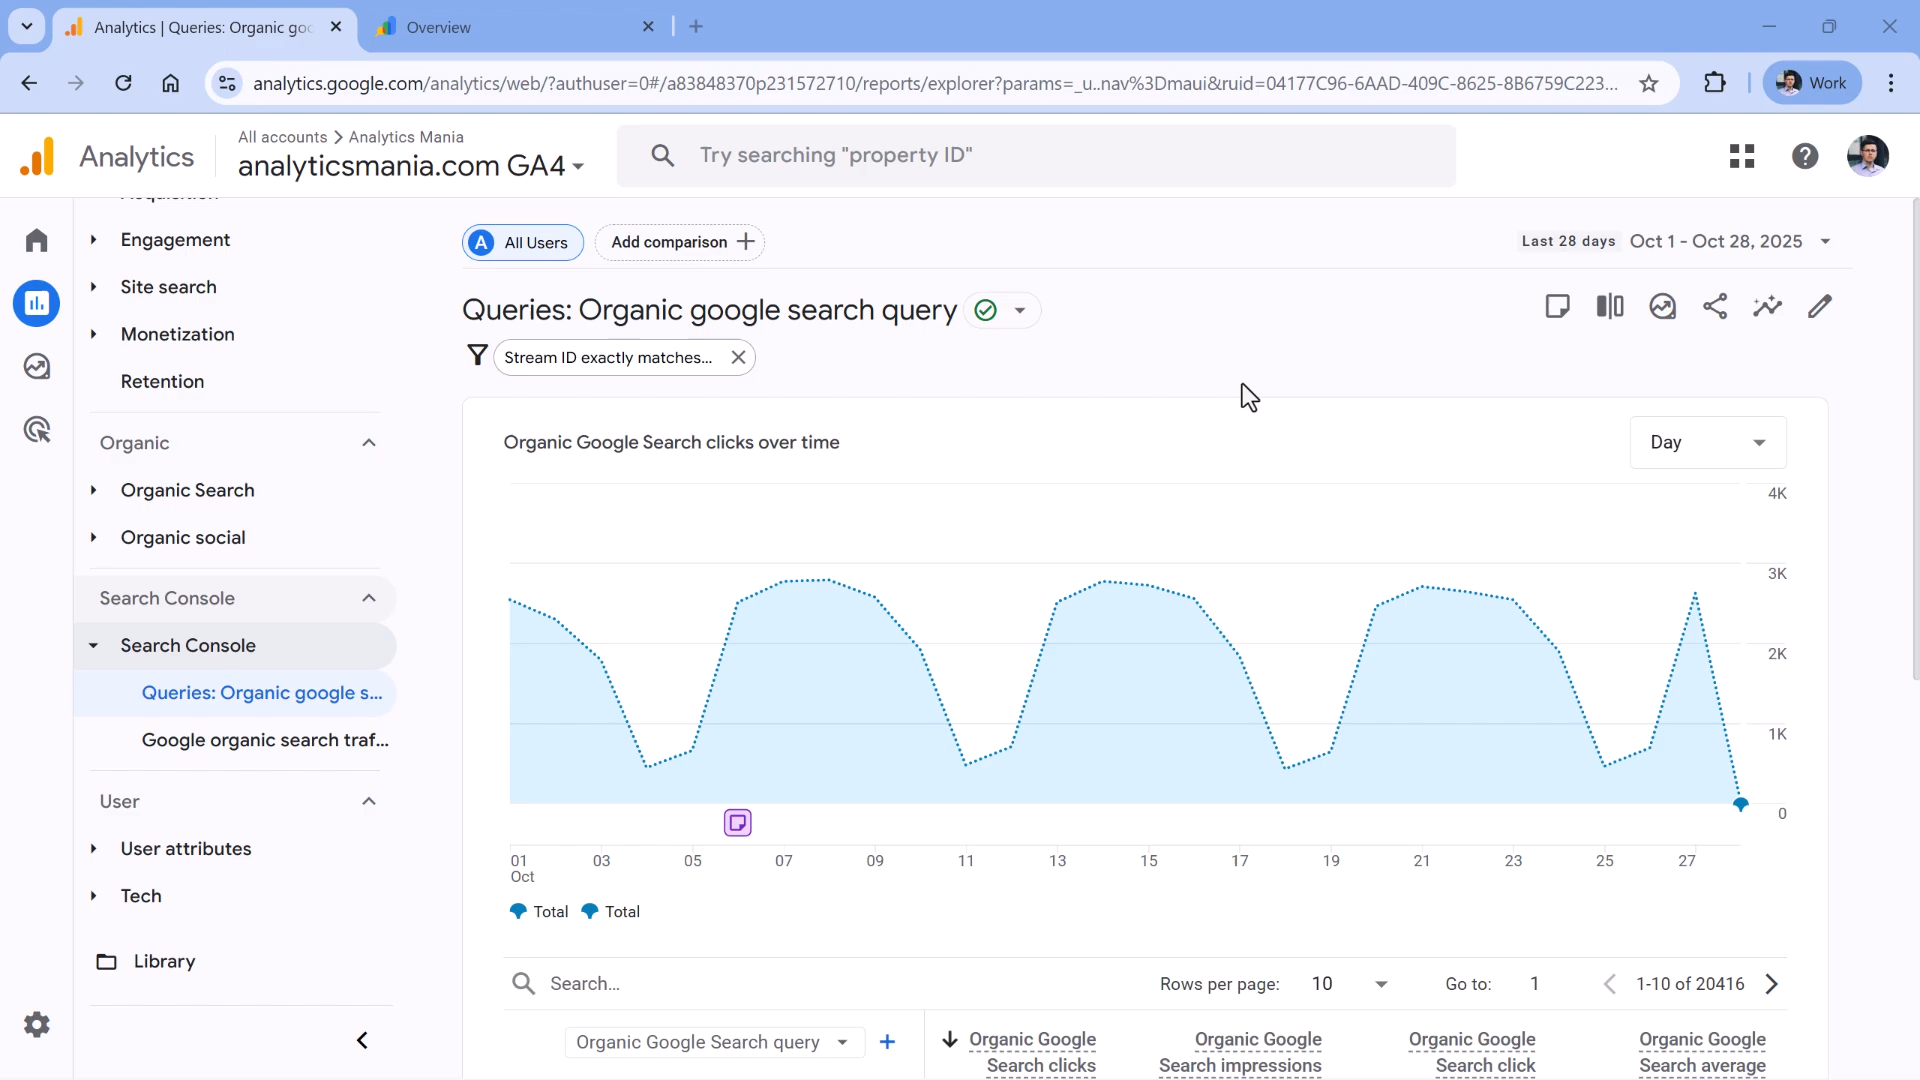 Analytics | Queries: Organic goo
Overview
analytics.google.com/analytics/web/?authuser=0#/a83848370p231572710/reports/explorer?params=_u..nav%3Dmaui&ruid=04177C96-6AAD-409C-8625-8B6759C223...
Work
Analytics
All accounts > Analytics Mania
analyticsmania.com GA4
Try searching "property ID"
Acquisition
Engagement
Site search
Monetization
Retention
Organic
Organic Search
Organic social
Search Console
Search Console
Queries: Organic google s...
Google organic search traf...
User
User attributes
Tech
Library
A All Users
Add comparison
Last 28 days Oct 1 - Oct 28, 2025
Queries: Organic google search query
Stream ID exactly matches...
Organic Google Search clicks over time
Day
4K
3K
2K
1K
0
01 03 05 07 09 11 13 15 17 19 21 23 25 27
Oct
Total Total
Search...
Rows per page: 10
Go to: 1
1-10 of 20416
Organic Google Search query
Organic Google
Search clicks
Organic Google
Search impressions
Organic Google
Search click
Organic Google
Search average